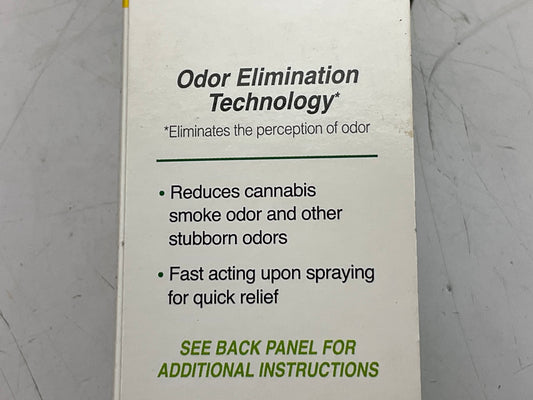 Odor Elimination
Technology*
*Eliminates the perception of odor
• Reduces cannabis
smoke odor and other
stubborn odors
• Fast acting upon spraying
for quick relief
SEE BACK PANEL FOR
ADDITIONAL INSTRUCTIONS